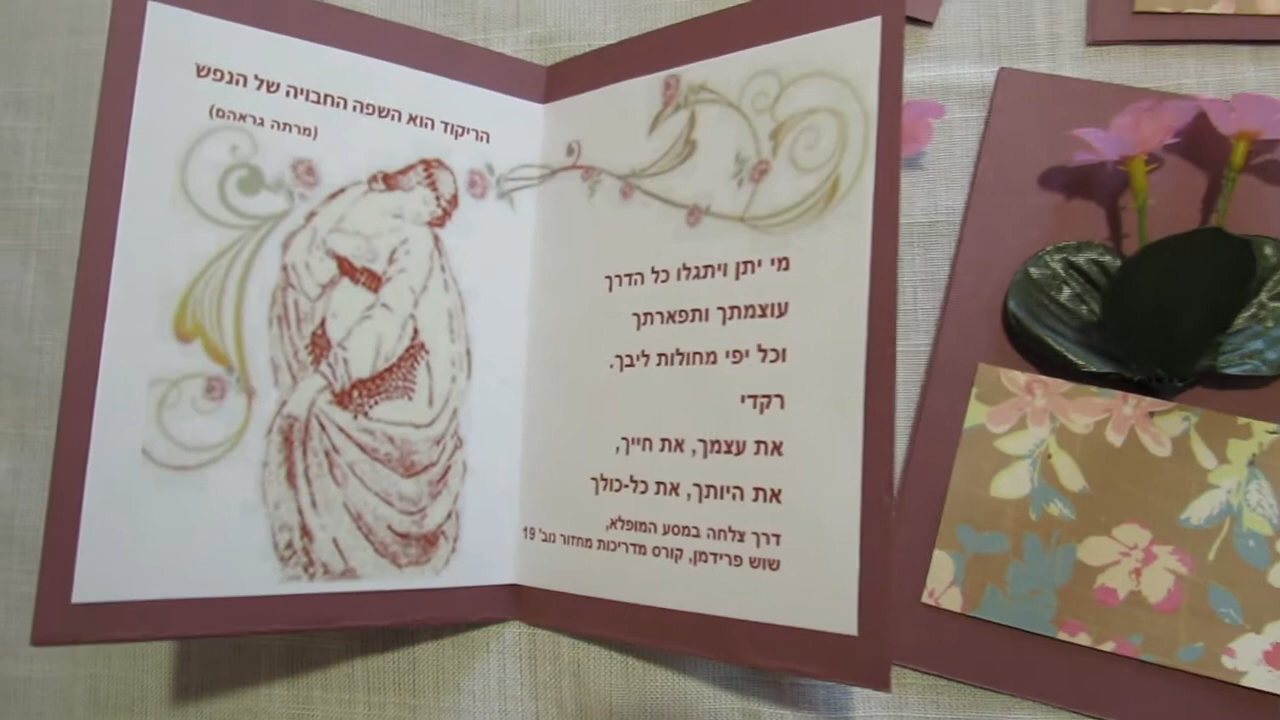 הריקוד הוא השפה החבויה של הנפש
(מרתה גראהם)
מי יתן ויתגלו כל הדרך
עוצמתך ותפארתך
וכל יפי מחולות ליבך.
רקדי
את עצמך, את חייך,
את היותך, את כל-כולך
דרך צלחה במסע המופלא,
שוש פרידמן, קורס מדריכות מחזור נוב' 19